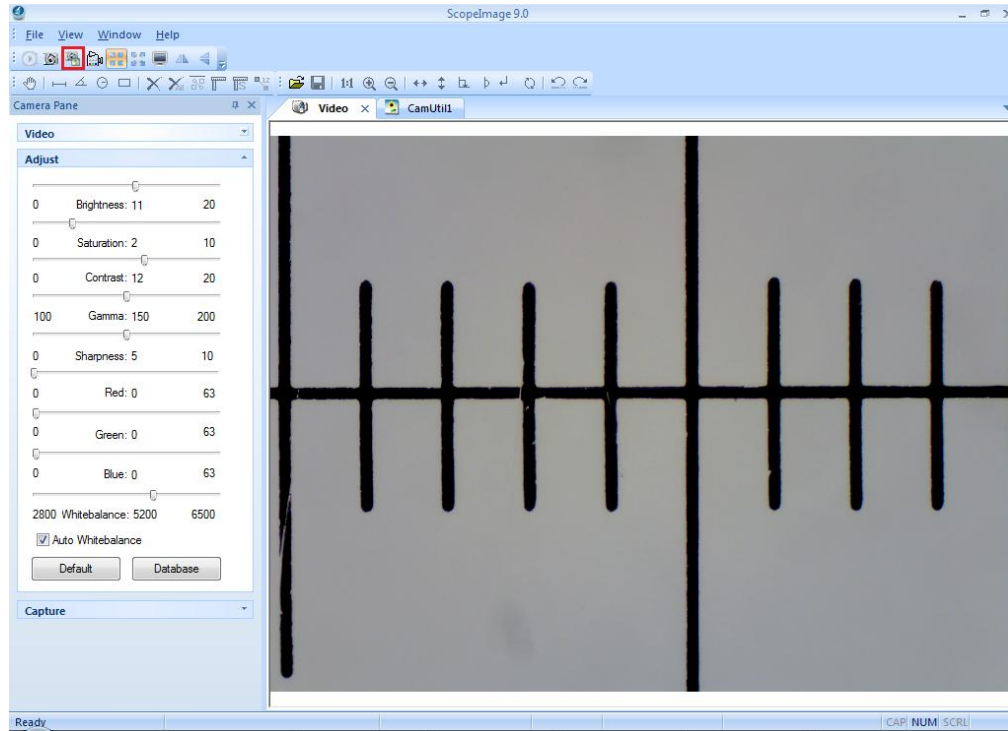 ScopeImage 9.0
File View Window Help
1:1
Camera Pane
Video CamUtil1
Video
Adjust
0 Brightness: 11 20
0 Saturation: 2 10
0 Contrast: 12 20
100 Gamma: 150 200
0 Sharpness: 5 10
0 Red: 0 63
0 Green: 0 63
0 Blue: 0 63
2800 Whitebalance: 5200 6500
Auto Whitebalance
Default Database
Capture
Ready CAP NUM SCRL